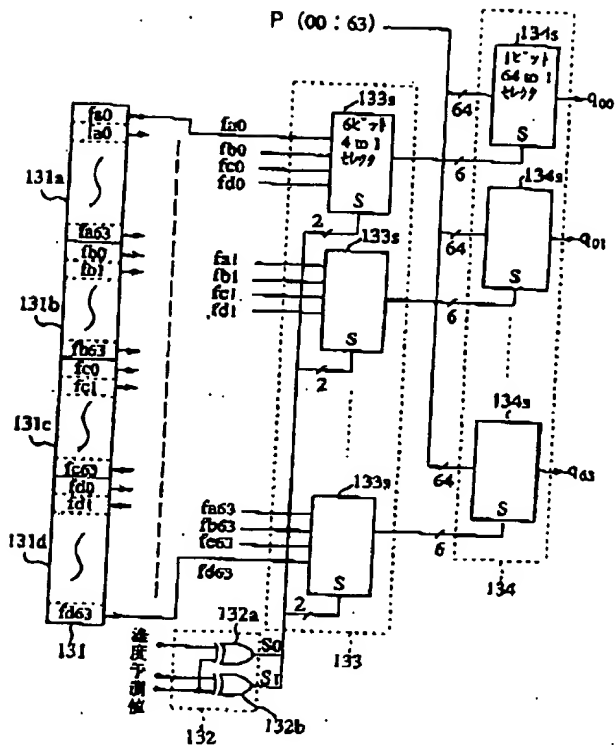 P (00 : 63)
134s
1ビット
64 to 1
セレクタ
S
64
q00
133s
6ビット
4 to 1
セレクタ
S
fa0
fb0
fc0
fd0
6
2
134s
S
64
q01
133s
S
fa1
fb1
fc1
fd1
6
2
134s
S
64
q63
133s
S
fa63
fb63
fc63
fd63
6
2
134
133
131a
fa0
fa0
fa63
131b
fb0
fb1
fb63
131c
fc0
fc1
fc63
131d
fd0
fd1
fd63
131
予
測
値
132a
S0
S1
132b
132